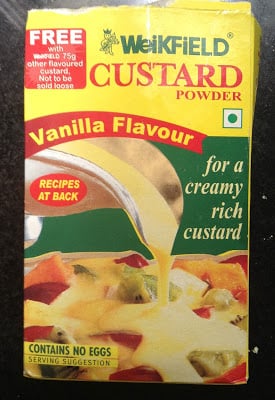 FREE
with
WEIKFIELD 75g
other flavoured
custard.
Not to be
sold loose
WEIKFIELD®
CUSTARD
POWDER
Vanilla Flavour
RECIPES
AT BACK
for a
creamy
rich
custard
CONTAINS NO EGGS
SERVING SUGGESTION